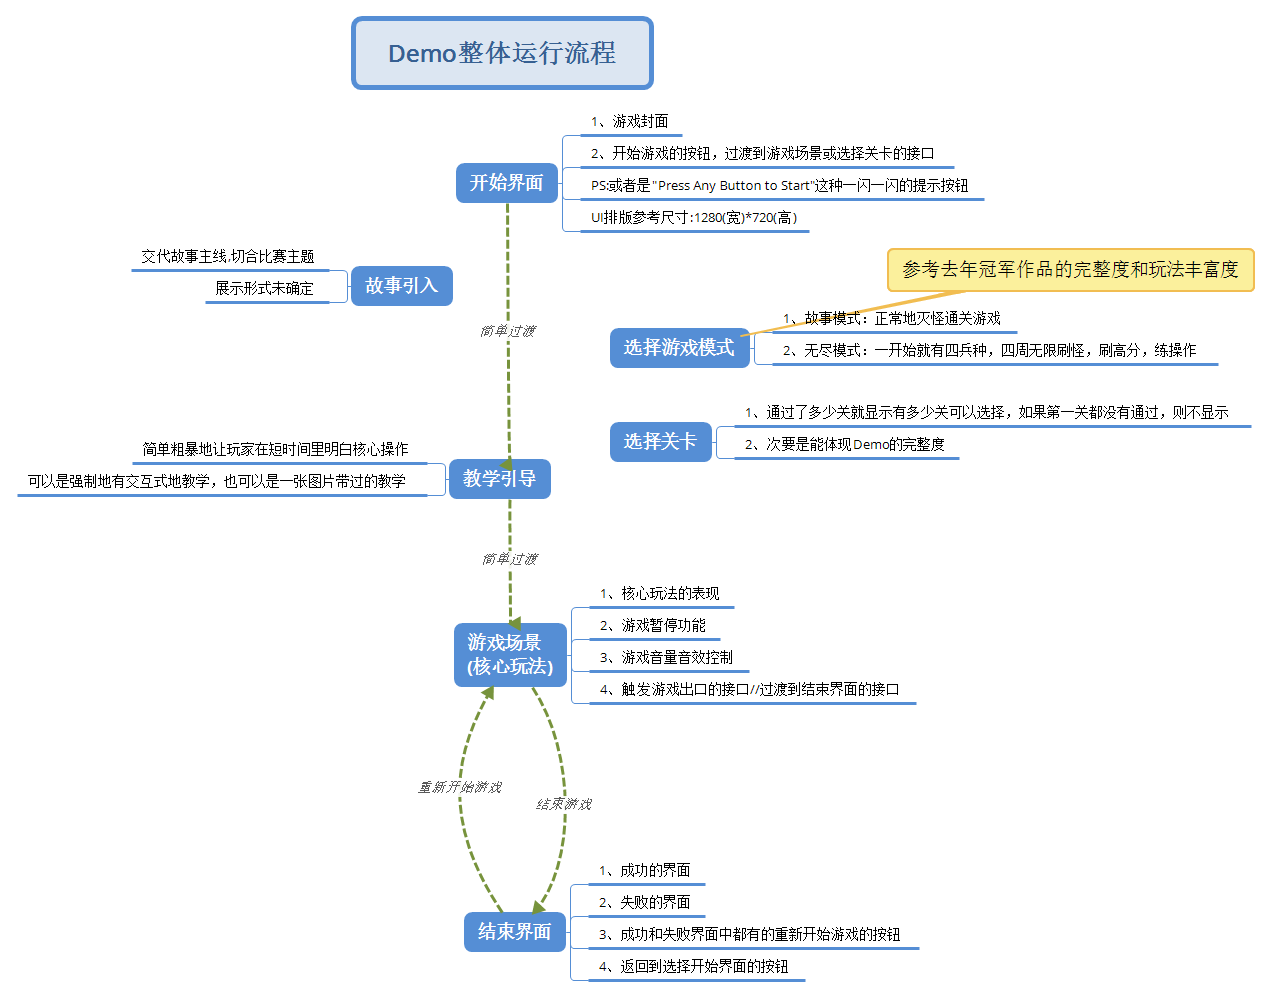 Demo整体运行流程
1、游戏封面
2、开始游戏的按钮，过渡到游戏场景或选择关卡的接口
开始界面
PS:或者是"Press Any Button to Start"这种一闪一闪的提示按钮
UI排版参考尺寸:1280(宽)*720(高)
交代故事主线,切合比赛主题
故事引入
展示形式未确定
参考去年冠军作品的完整度和玩法丰富度
简单过渡
1、故事模式：正常地灭怪通关游戏
选择游戏模式
2、无尽模式：一开始就有四兵种，四周无限刷怪，刷高分，练操作
1、通过了多少关就显示有多少关可以选择，如果第一关都没有通过，则不显示
选择关卡
2、次要是能体现Demo的完整度
简单粗暴地让玩家在短时间里明白核心操作
教学引导
可以是强制地有交互式地教学，也可以是一张图片带过的教学
简单过渡
1、核心玩法的表现
2、游戏暂停功能
游戏场景
(核心玩法)
3、游戏音量音效控制
4、触发游戏出口的接口//过渡到结束界面的接口
重新开始游戏
结束游戏
1、成功的界面
2、失败的界面
结束界面
3、成功和失败界面中都有的重新开始游戏的按钮
4、返回到选择开始界面的按钮